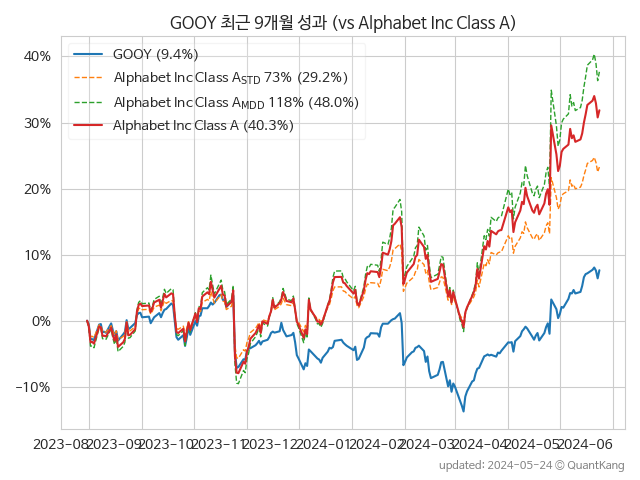 GOOY 최근 9개월 성과 (vs Alphabet Inc Class A)
GOOY (9.4%)
Alphabet Inc Class A_STD 73% (29.2%)
Alphabet Inc Class A_MDD 118% (48.0%)
Alphabet Inc Class A (40.3%)
40%
30%
20%
10%
0%
−10%
2023−08 2023−09 2023−10 2023−11 2023−12 2024−01 2024−02 2024−03 2024−04 2024−05 2024−06
updated: 2024-05-24 ⓒ QuantKang